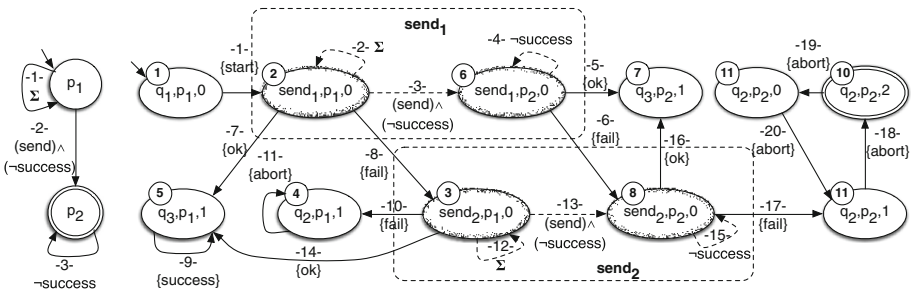 send1
-1-
Σ
p1
-2-
(send)∧
(¬success)
p2
-3-
¬success
1
q1,p1,0
-1-
{start}
2
send1,p1,0
-2- Σ
-3-
(send)∧
(¬success)
6
send1,p2,0
-4- ¬success
-5-
{ok}
7
q3,p2,1
11
q2,p2,0
-19-
{abort}
10
q2,p2,2
-7-
{ok}
-8-
{fail}
-6-
{fail}
-16-
{ok}
-20-
{abort}
-18-
{abort}
5
q3,p1,1
-9-
{success}
-11-
{abort}
4
q2,p1,1
-10-
{fail}
3
send2,p1,0
-12-
Σ
-13-
(send)∧
(¬success)
8
send2,p2,0
-15-
¬success
-17-
{fail}
11
q2,p2,1
-14-
{ok}
send2